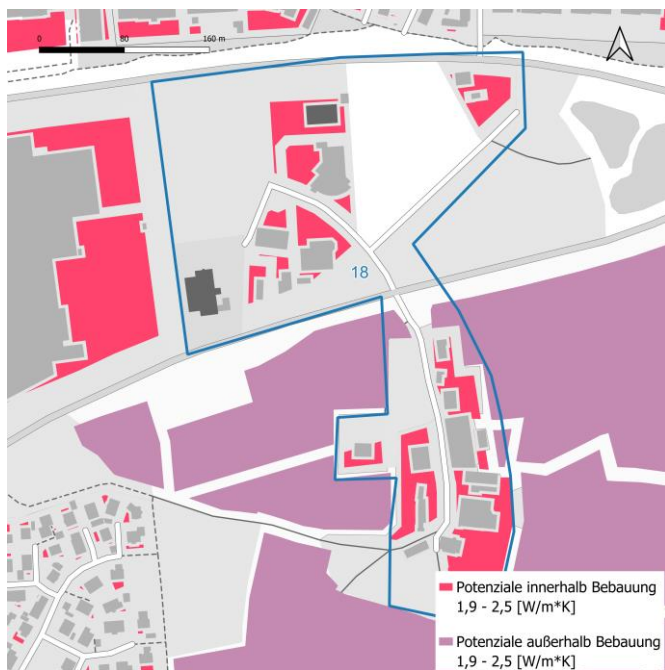 0 80 160 m
18
Potenziale innerhalb Bebauung
1,9 - 2,5 [W/m*K]
Potenziale außerhalb Bebauung
1,9 - 2,5 [W/m*K]